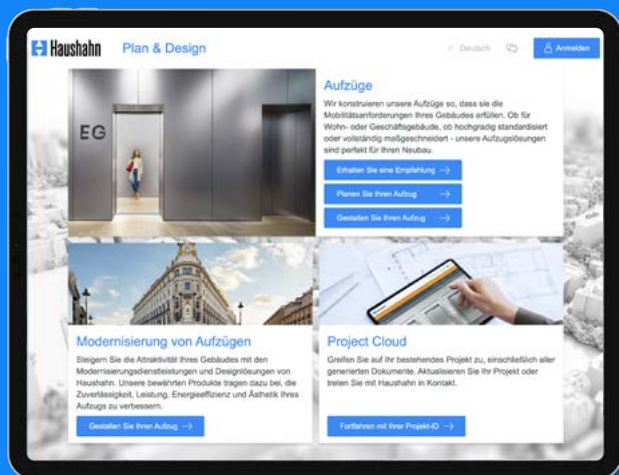 Haushahn Plan & Design Deutsch Anmelden
EG
Aufzüge
Wir konstruieren unsere Aufzüge so, dass sie die
Mobilitätsanforderungen Ihres Gebäudes erfüllen. Ob für
Wohn- oder Geschäftsgebäude, ob hochgradig standardisiert
oder vollständig maßgeschneidert - unsere Aufzugslösungen
sind perfekt für Ihren Neubau.
Erhalten Sie eine Empfehlung →
Planen Sie Ihren Aufzug →
Gestalten Sie Ihren Aufzug →
Modernisierung von Aufzügen
Steigern Sie die Attraktivität Ihres Gebäudes mit den
Modernisierungsdienstleistungen und Designlösungen von
Haushahn. Unsere bewährten Produkte tragen dazu bei, die
Zuverlässigkeit, Leistung, Energieeffizienz und Ästhetik Ihres
Aufzugs zu verbessern.
Gestalten Sie Ihren Aufzug →
Project Cloud
Greifen Sie auf Ihr bestehendes Projekt zu, einschließlich aller
generierten Dokumente. Aktualisieren Sie Ihr Projekt oder
treten Sie mit Haushahn in Kontakt.
Fortfahren mit Ihrer Projekt-ID →